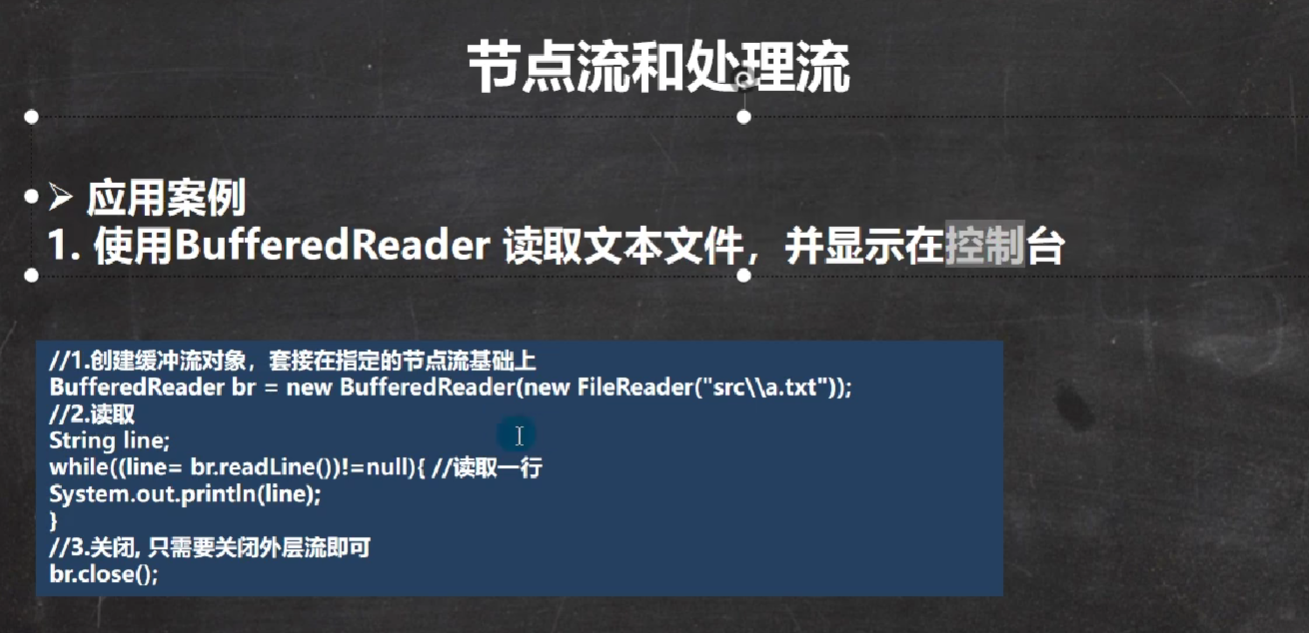 节点流和处理流
➢ 应用案例
1. 使用BufferedReader 读取文本文件，并显示在控制台
//1.创建缓冲流对象，套接在指定的节点流基础上
BufferedReader br = new BufferedReader(new FileReader("src\\a.txt"));
//2.读取
String line;
while((line= br.readLine())!=null){ //读取一行
System.out.println(line);
}
//3.关闭, 只需要关闭外层流即可
br.close();